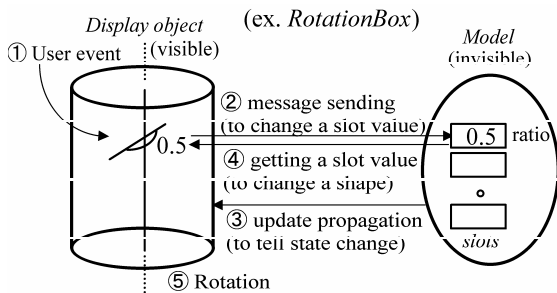 Display object
(visible)
(ex. RotationBox)
Model
(invisible)
① User event
② message sending
(to change a slot value)
0.5
0.5
ratio
④ getting a slot value
(to change a shape)
③ update propagation
(to tell state change)
slots
⑤ Rotation